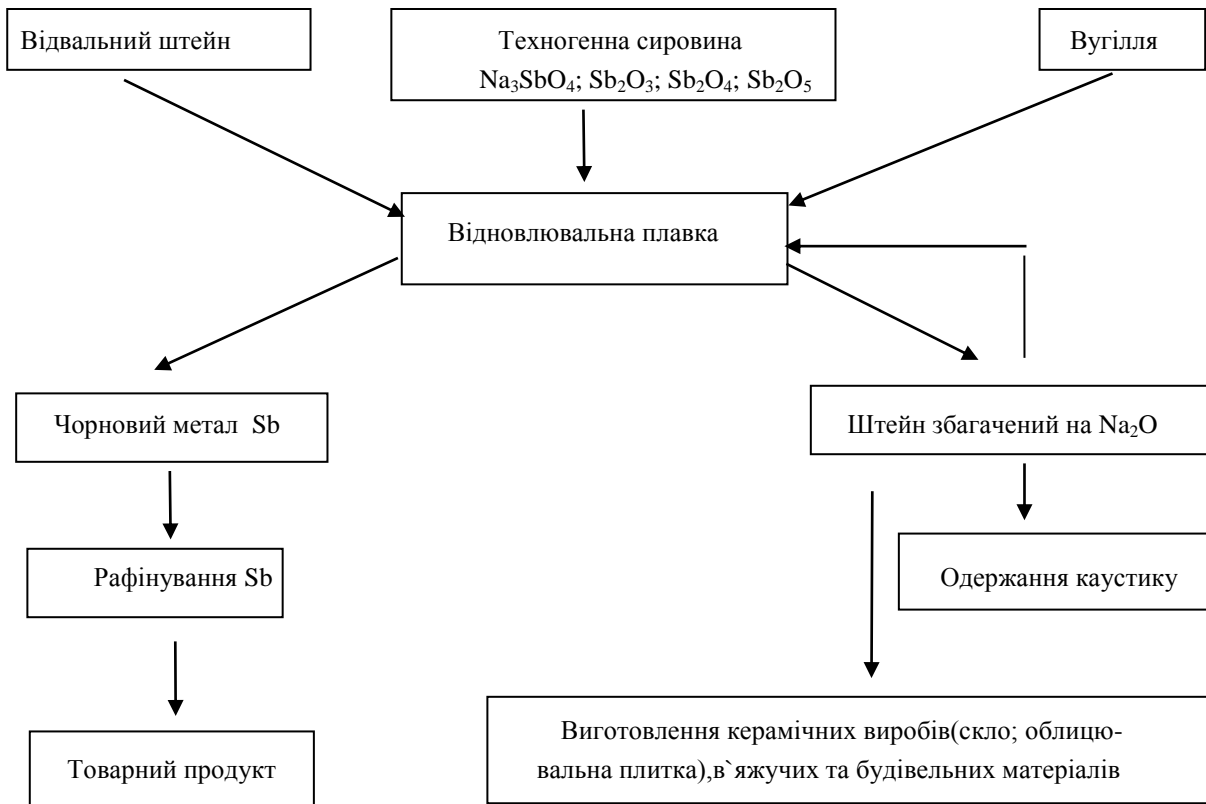 Відвальний штейн
Техногенна сировина
Na₃SbO₄; Sb₂O₃; Sb₂O₄; Sb₂O₅
Вугілля
Відновлювальна плавка
Чорновий метал Sb
Штейн збагачений на Na₂O
Рафінування Sb
Одержання каустику
Товарний продукт
Виготовлення керамічних виробів(скло; облицю-
вальна плитка),в`яжучих та будівельних матеріалів